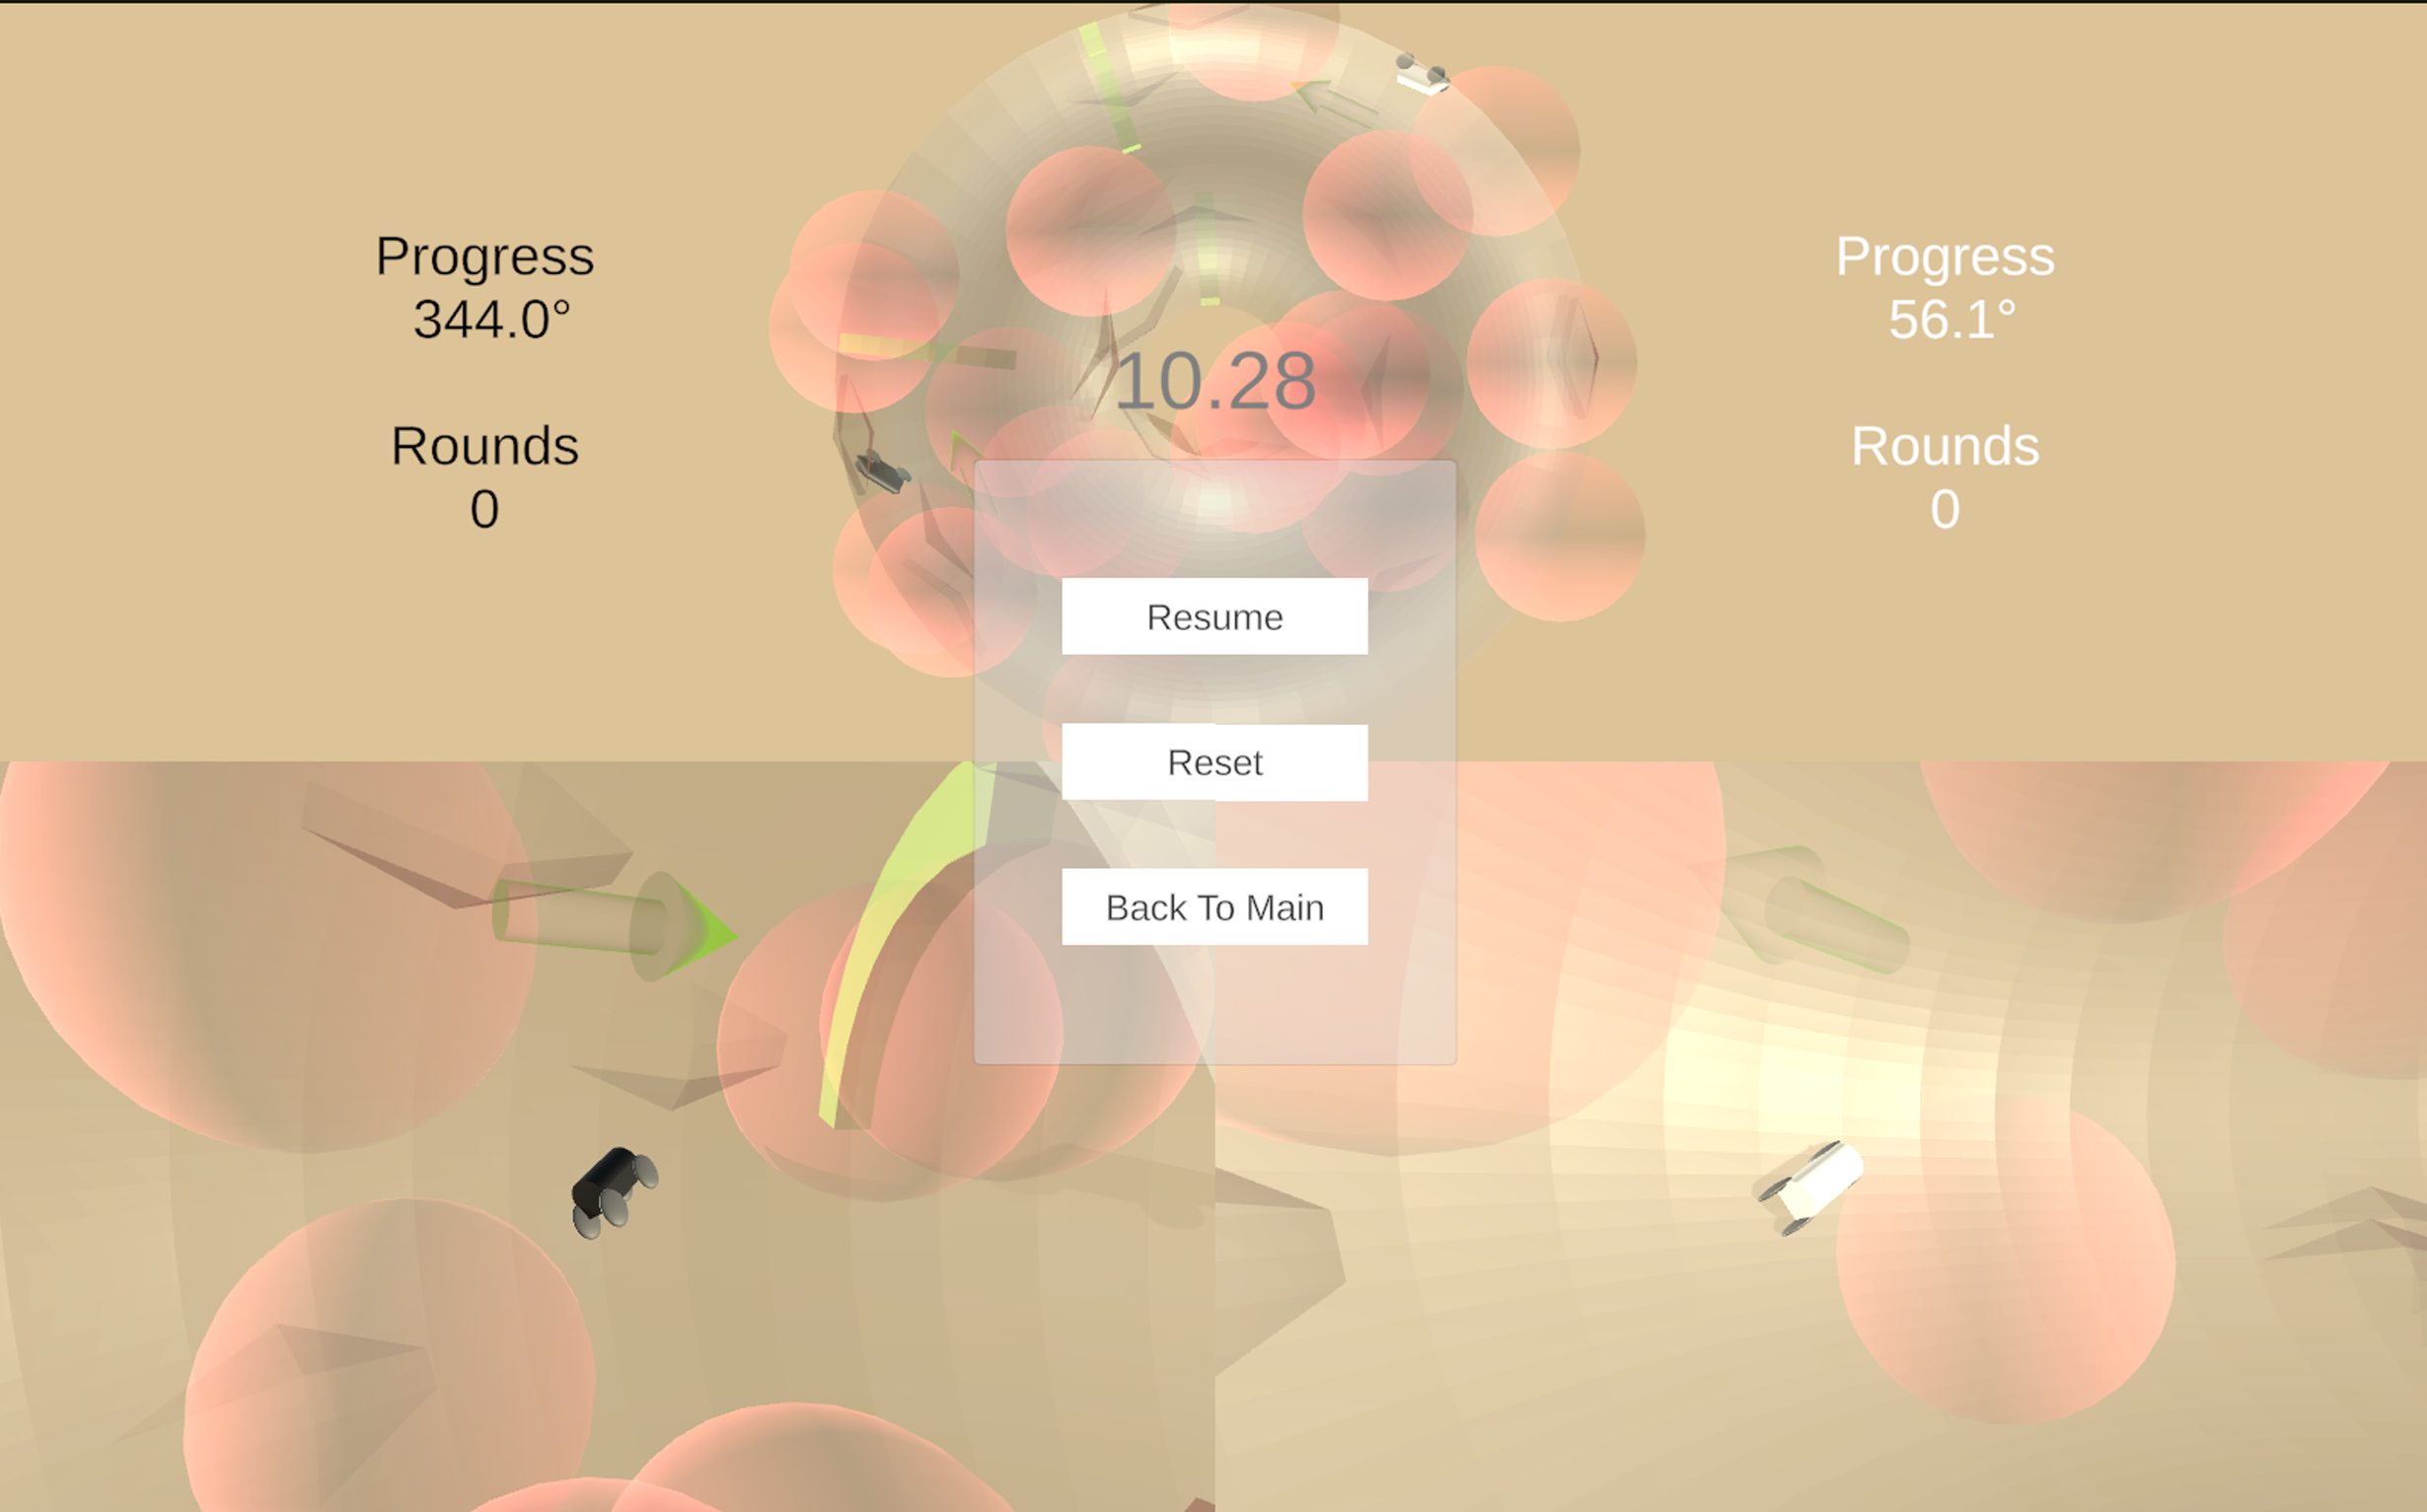 Progress
344.0°
Rounds
0
10.28
Progress
56.1°
Rounds
0
Resume
Reset
Back To Main